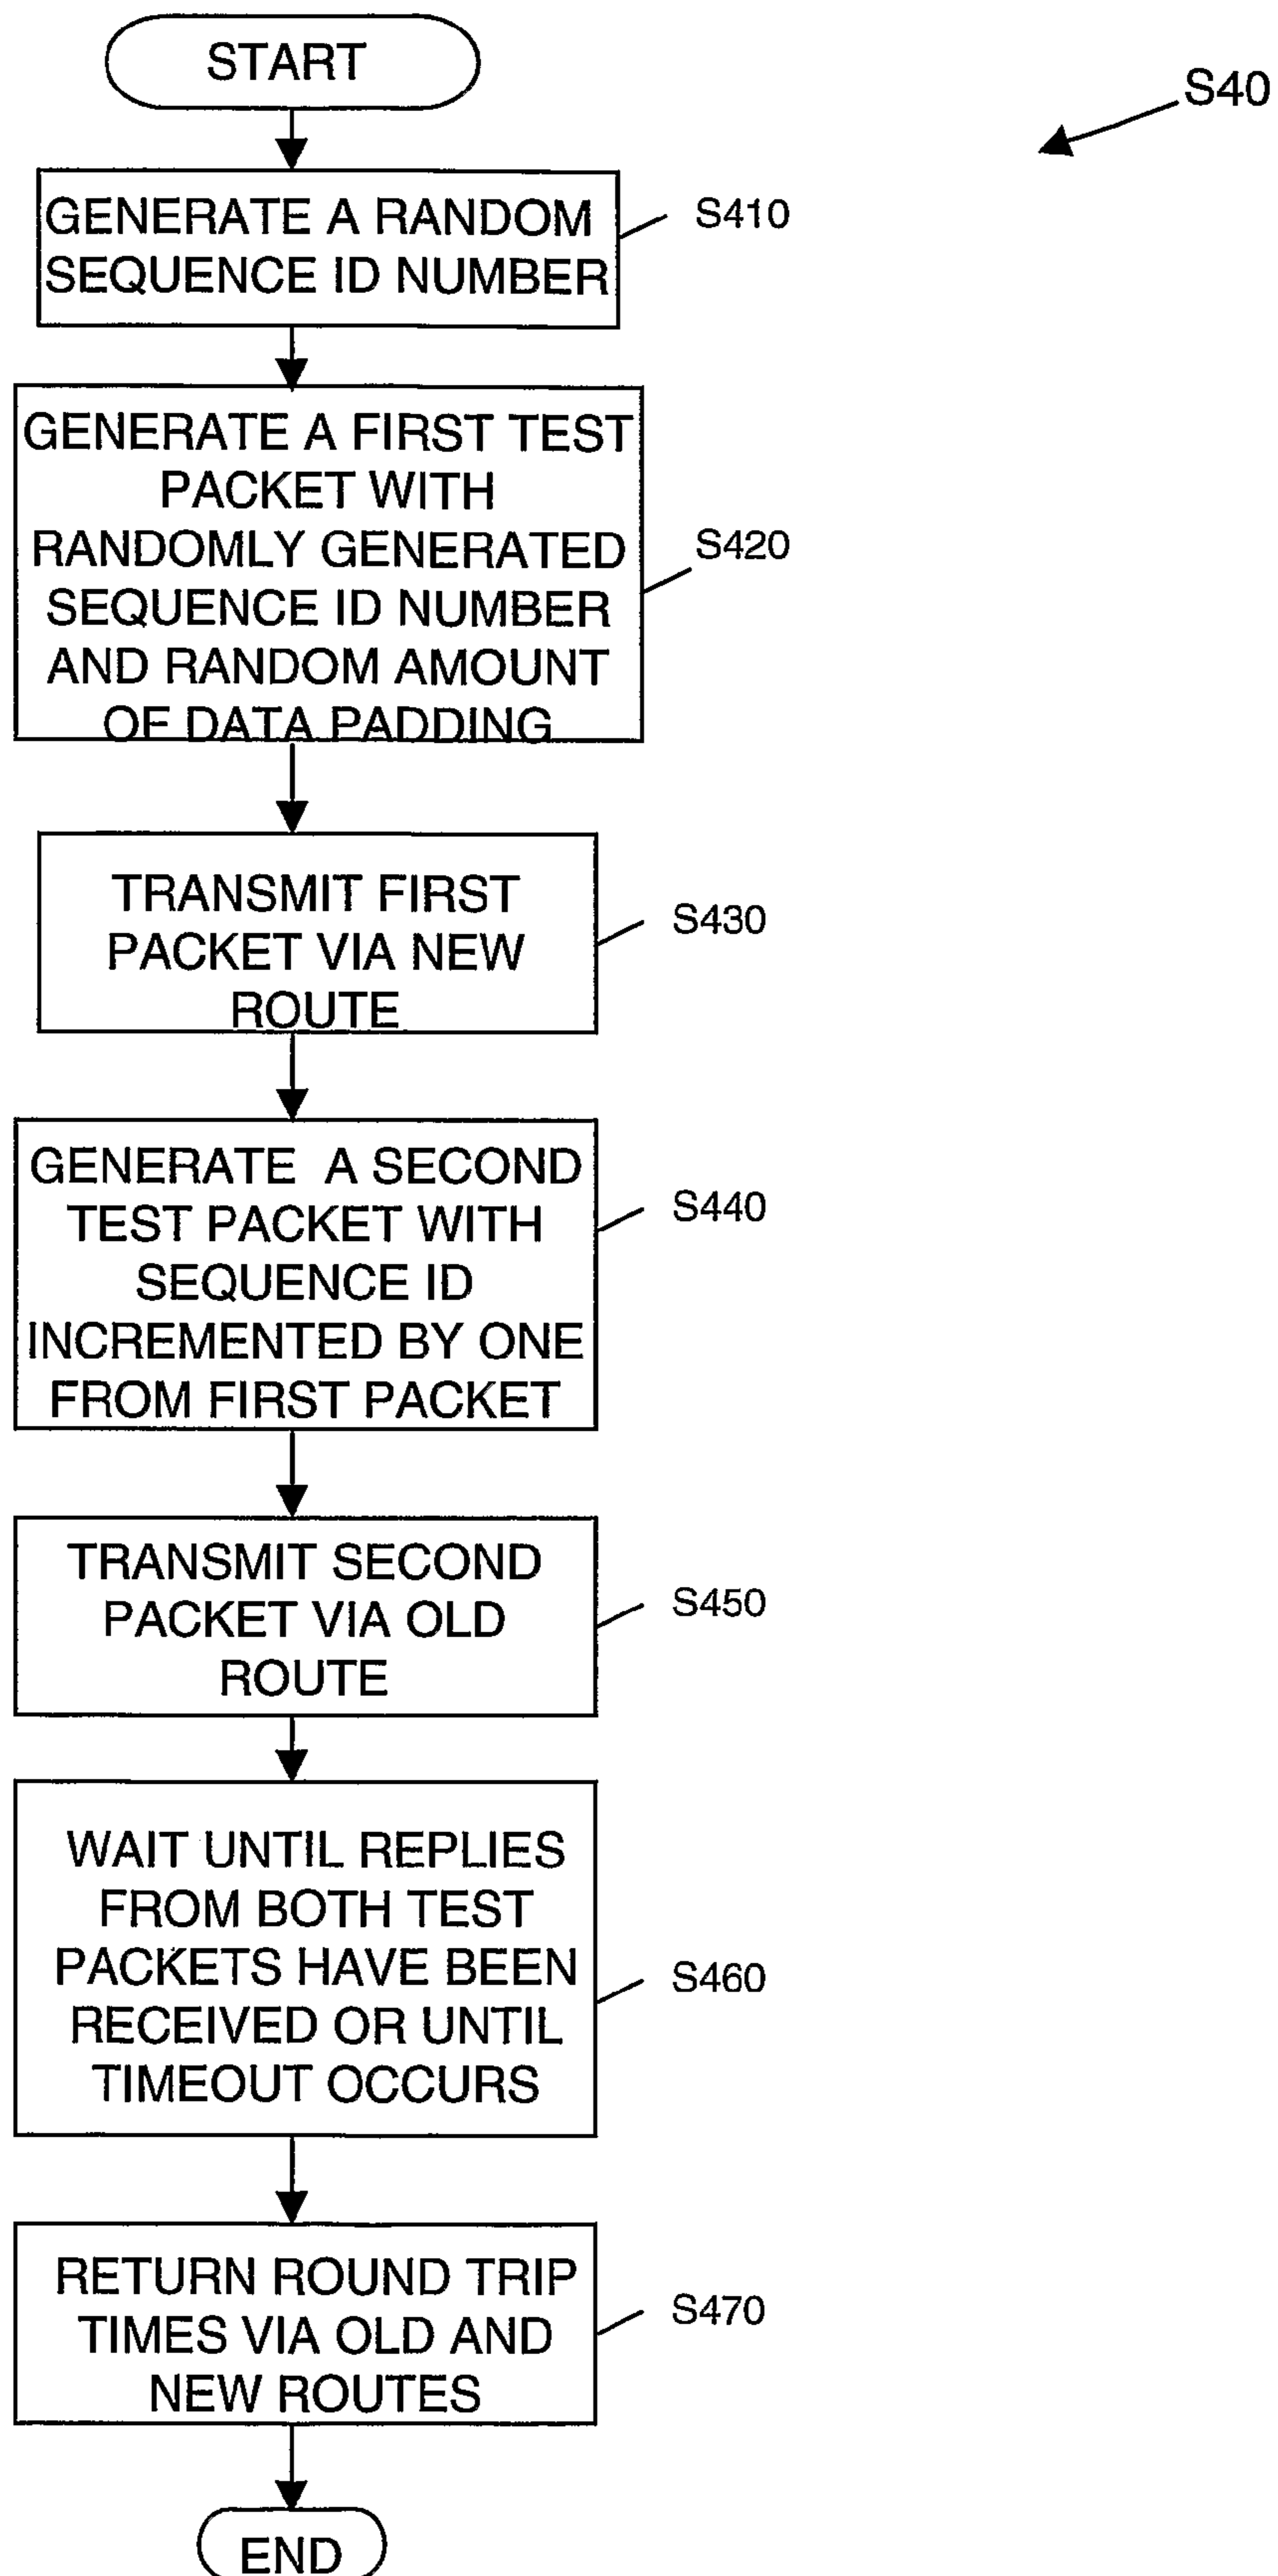 START
S40
GENERATE A RANDOM
SEQUENCE ID NUMBER
S410
GENERATE A FIRST TEST
PACKET WITH
RANDOMLY GENERATED
SEQUENCE ID NUMBER
AND RANDOM AMOUNT
OF DATA PADDING
S420
TRANSMIT FIRST
PACKET VIA NEW
ROUTE
S430
GENERATE A SECOND
TEST PACKET WITH
SEQUENCE ID
INCREMENTED BY ONE
FROM FIRST PACKET
S440
TRANSMIT SECOND
PACKET VIA OLD
ROUTE
S450
WAIT UNTIL REPLIES
FROM BOTH TEST
PACKETS HAVE BEEN
RECEIVED OR UNTIL
TIMEOUT OCCURS
S460
RETURN ROUND TRIP
TIMES VIA OLD AND
NEW ROUTES
S470
END